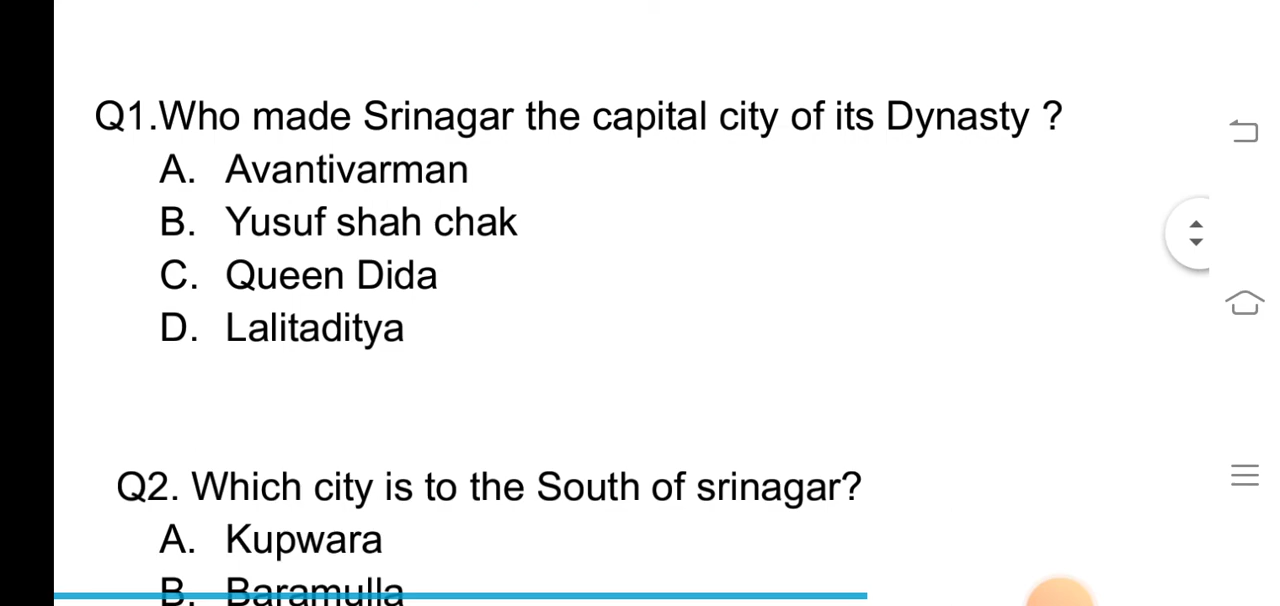 Q1.Who made Srinagar the capital city of its Dynasty ?
A. Avantivarman
B. Yusuf shah chak
C. Queen Dida
D. Lalitaditya
Q2. Which city is to the South of srinagar?
A. Kupwara
B. Baramulla